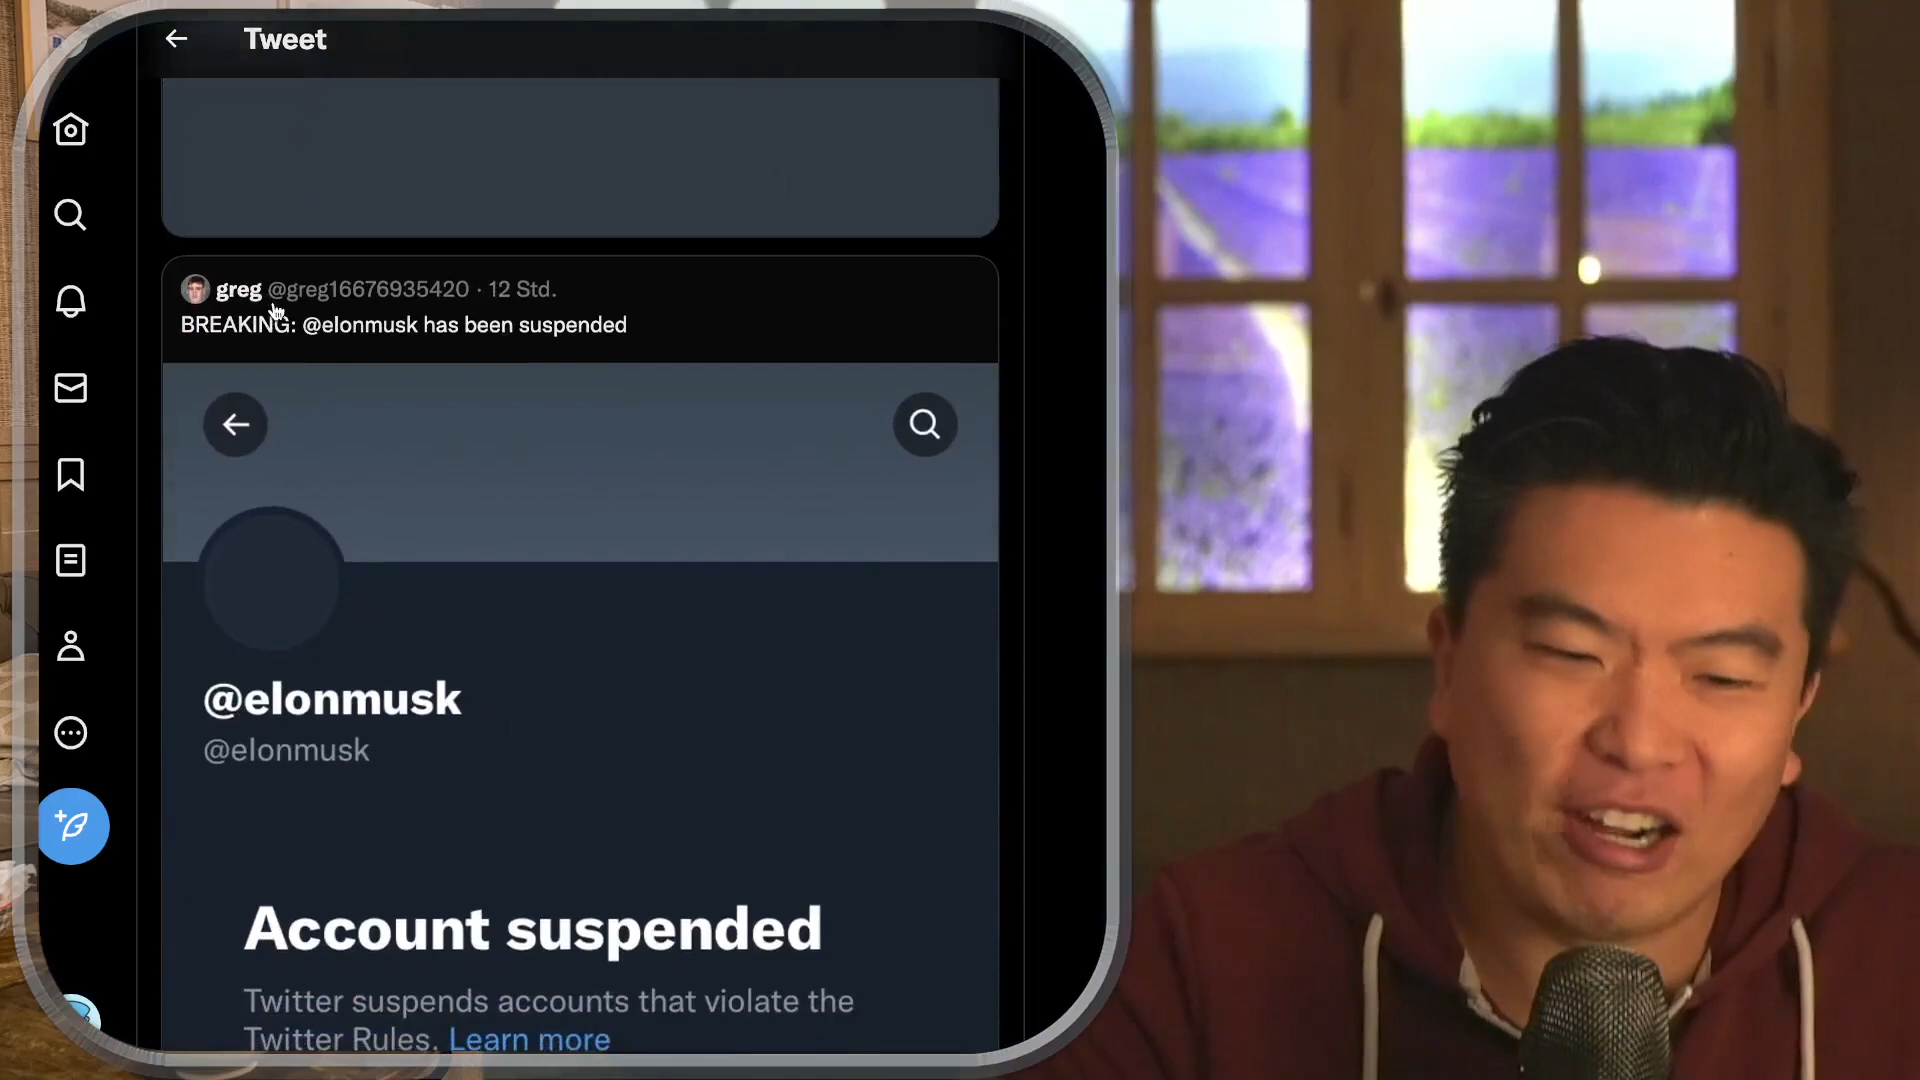 Tweet
greg @greg16676935420 · 12 Std.
BREAKING: @elonmusk has been suspended
@elonmusk
@elonmusk
Account suspended
Twitter suspends accounts that violate the
Twitter Rules. Learn more